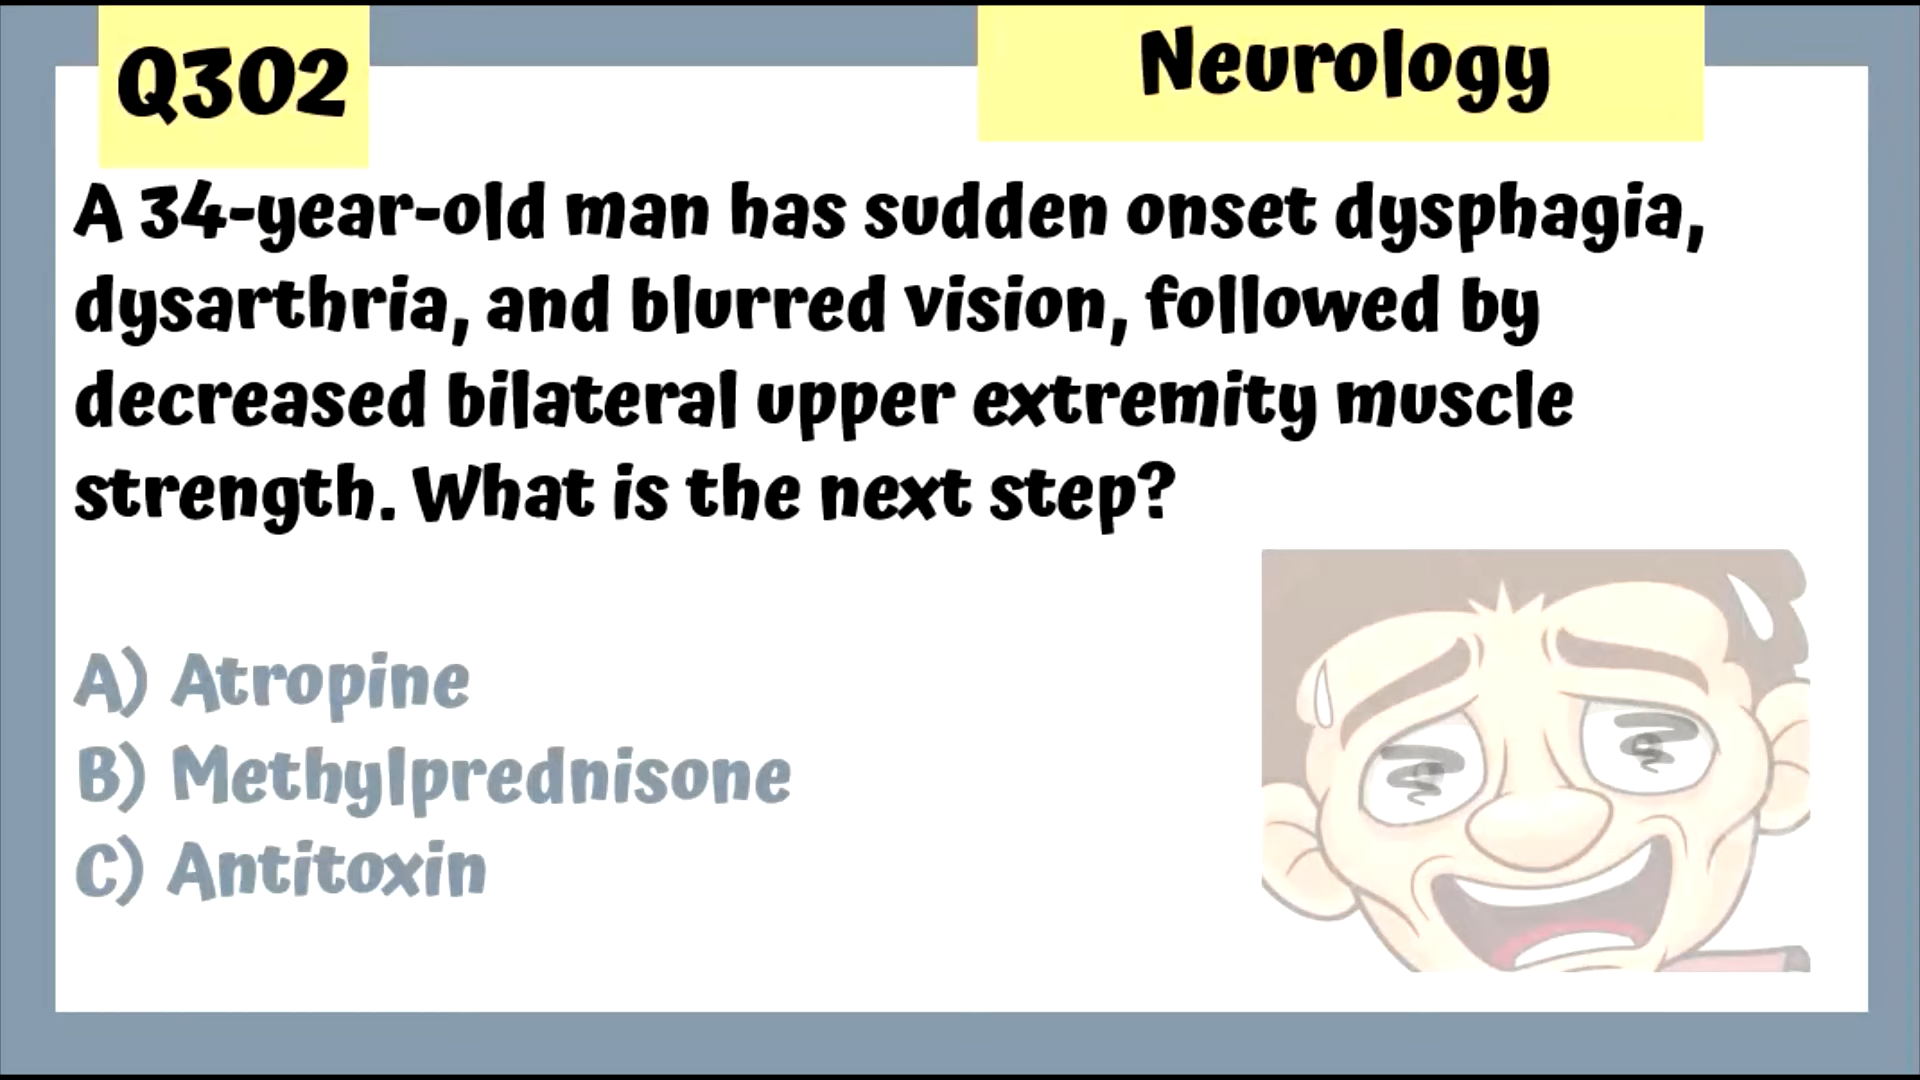 Q302
Neurology
A 34-year-old man has sudden onset dysphagia,
dysarthria, and blurred vision, followed by
decreased bilateral upper extremity muscle
strength. What is the next step?
A) Atropine
B) Methylprednisone
C) Antitoxin